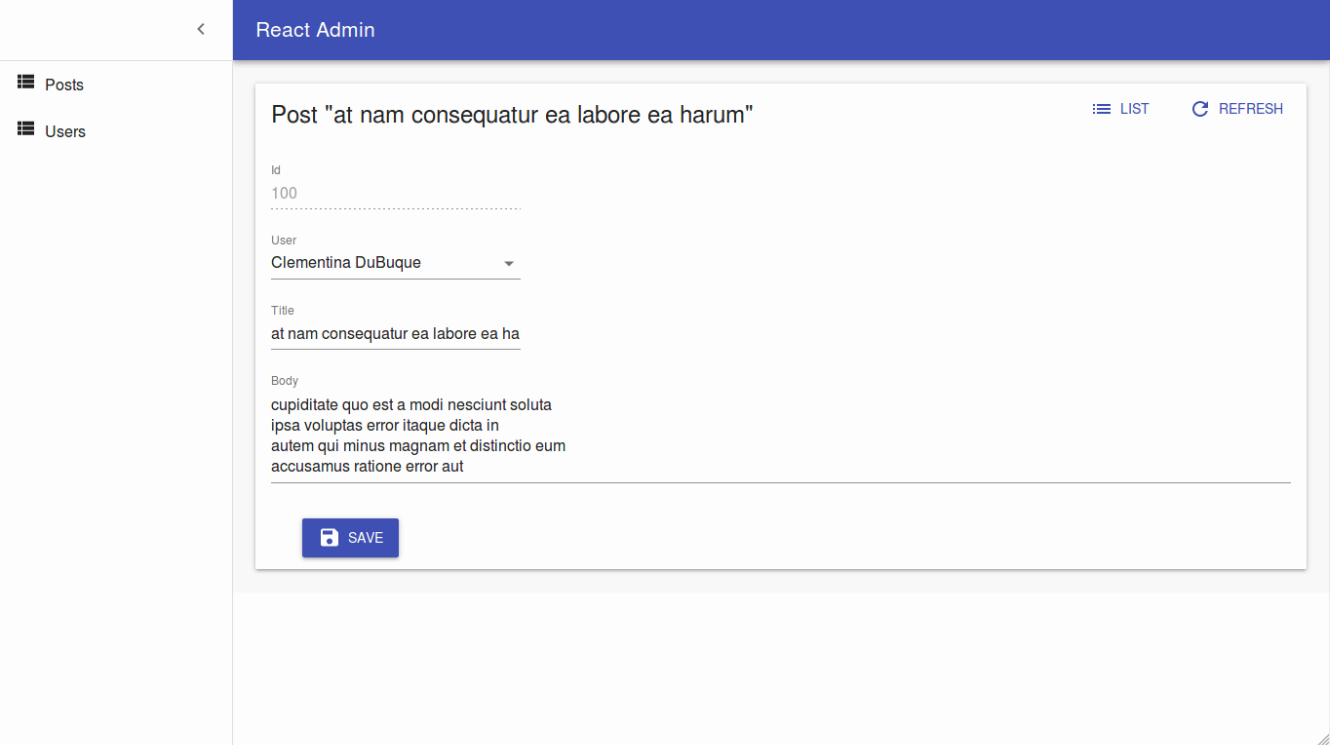 React Admin
Posts
Users
Post "at nam consequatur ea labore ea harum"
LIST
REFRESH
Id
100
User
Clementina DuBuque
Title
at nam consequatur ea labore ea ha
Body
cupiditate quo est a modi nesciunt soluta
ipsa voluptas error itaque dicta in
autem qui minus magnam et distinctio eum
accusamus ratione error aut
SAVE